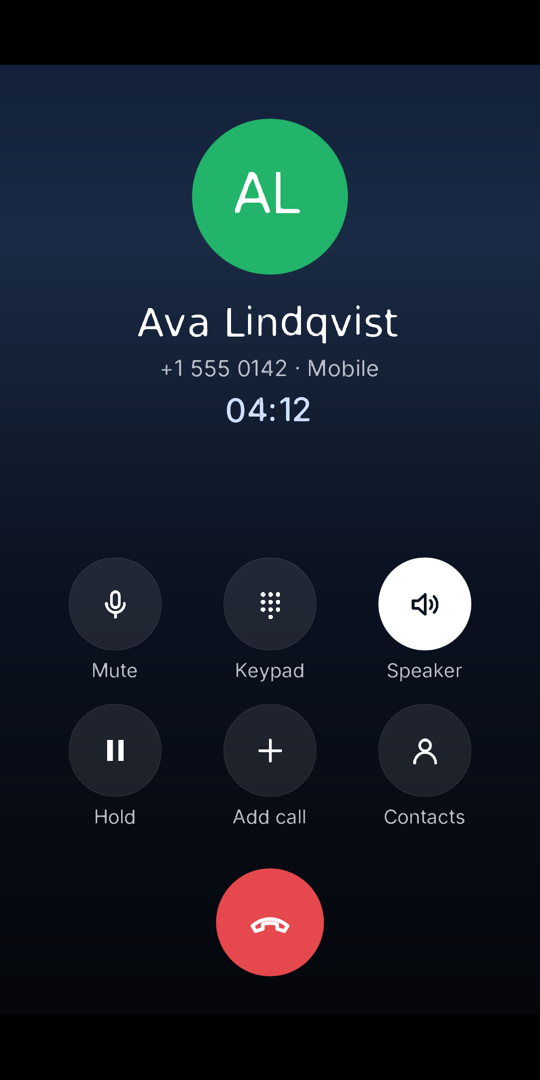 AL
Ava Lindqvist
+1 555 0142 · Mobile
04:12
Mute Keypad Speaker
Hold Add call Contacts